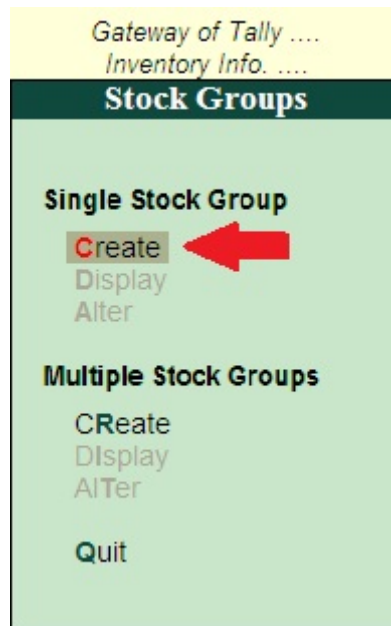 Gateway of Tally ....
Inventory Info. ....
Stock Groups
Single Stock Group
Create
Display
Alter
Multiple Stock Groups
CReate
DIsplay
AlTer
Quit